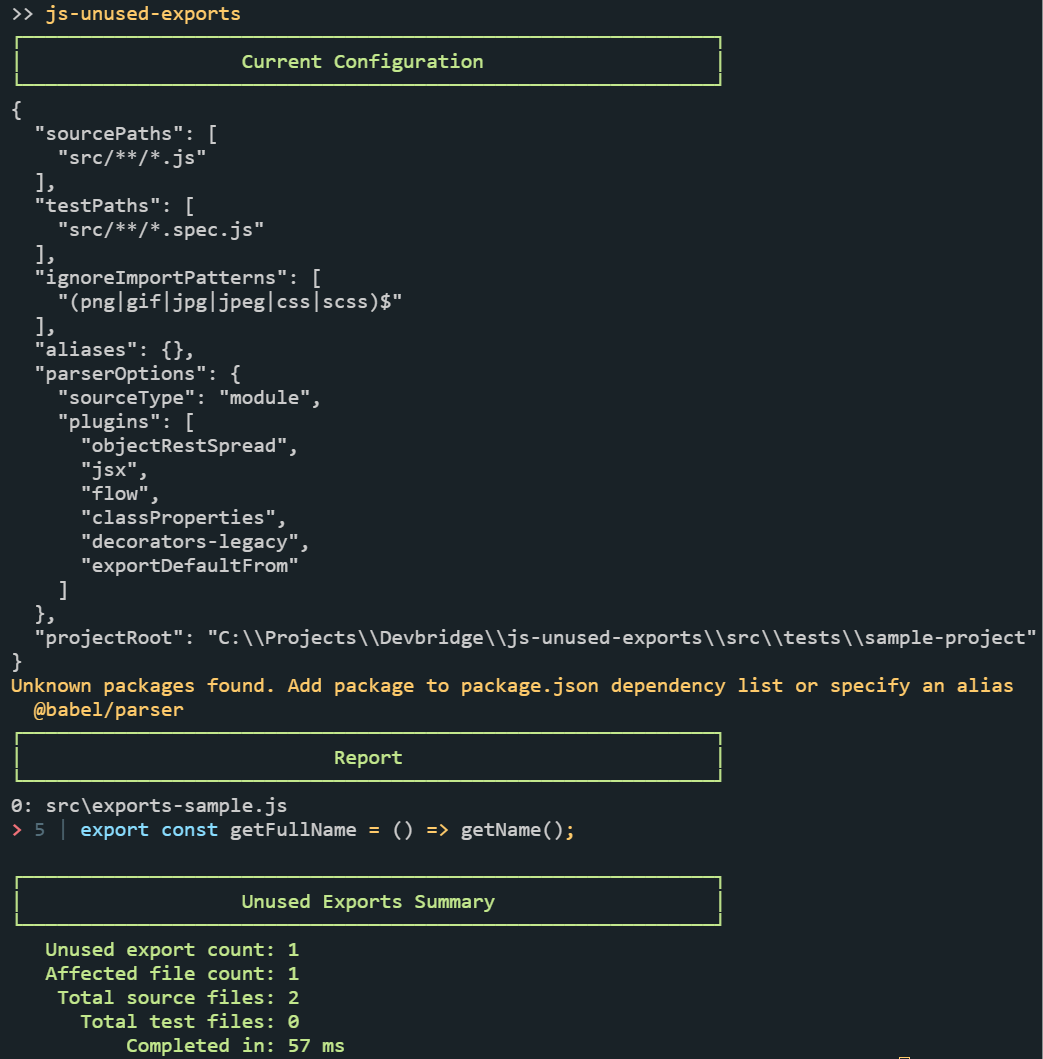 >> js-unused-exports
Current Configuration
{
  "sourcePaths": [
    "src/**/*.js"
  ],
  "testPaths": [
    "src/**/*.spec.js"
  ],
  "ignoreImportPatterns": [
    "(png|gif|jpg|jpeg|css|scss)$"
  ],
  "aliases": {},
  "parserOptions": {
    "sourceType": "module",
    "plugins": [
      "objectRestSpread",
      "jsx",
      "flow",
      "classProperties",
      "decorators-legacy",
      "exportDefaultFrom"
    ]
  },
  "projectRoot": "C:\\Projects\\Devbridge\\js-unused-exports\\src\\tests\\sample-project"
}
Unknown packages found. Add package to package.json dependency list or specify an alias
  @babel/parser
Report
0: src\exports-sample.js
> 5 | export const getFullName = () => getName();
Unused Exports Summary
Unused export count: 1
Affected file count: 1
Total source files: 2
Total test files: 0
Completed in: 57 ms